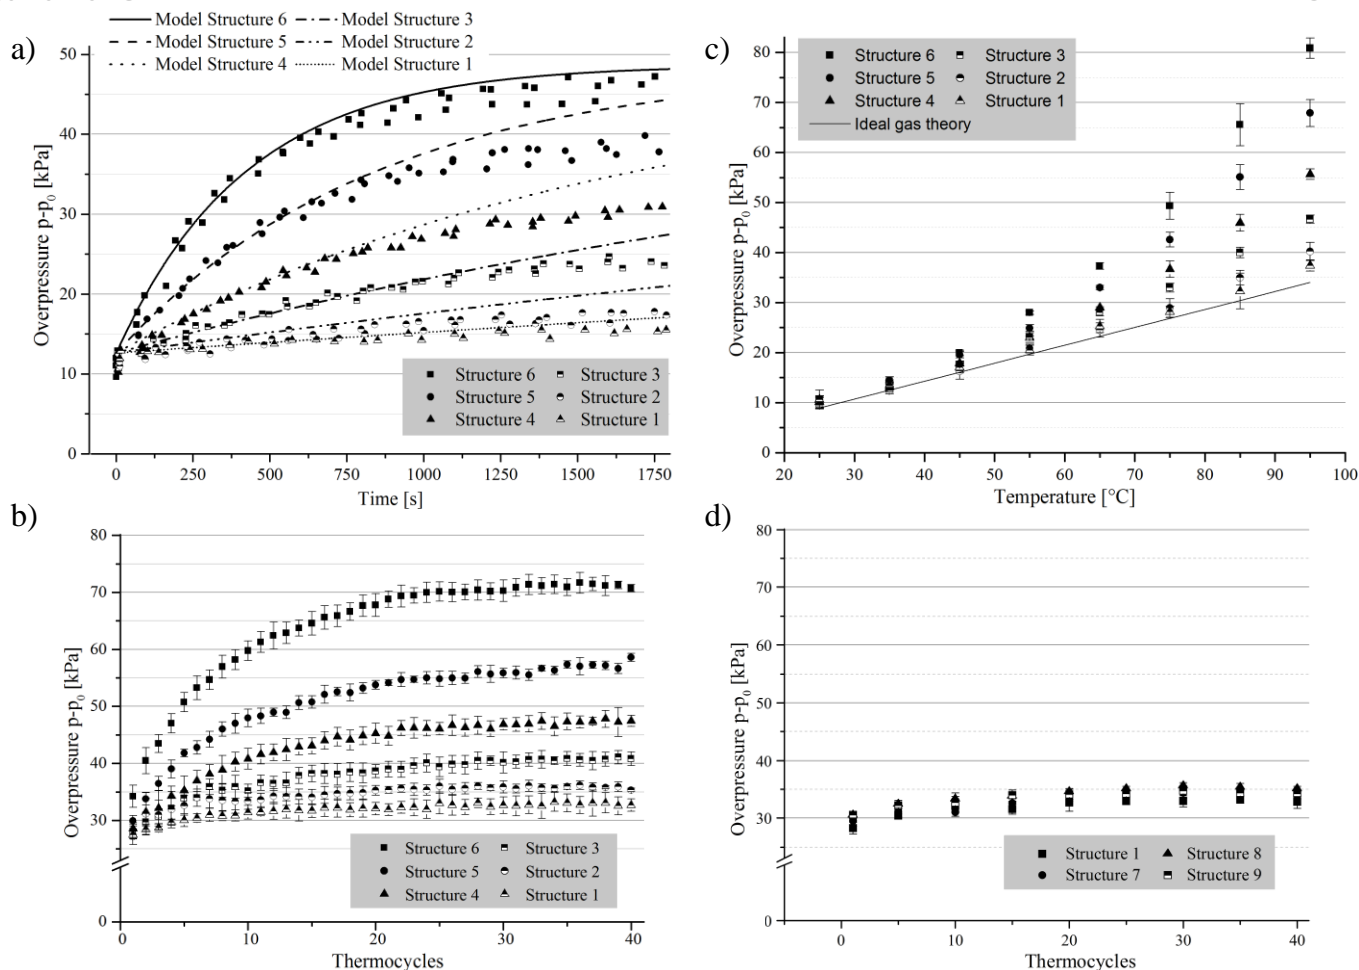 Model Structure 6 Model Structure 3
Model Structure 5 Model Structure 2
Model Structure 4 Model Structure 1
a)
50
40
30
20
10
0
Overpressure p-p₀ [kPa]
Structure 6 Structure 3
Structure 5 Structure 2
Structure 4 Structure 1
0 250 500 750 1000 1250 1500 1750
Time [s]
c)
80
70
60
50
40
30
20
10
0
Overpressure p-p₀ [kPa]
Structure 6 Structure 3
Structure 5 Structure 2
Structure 4 Structure 1
Ideal gas theory
20 30 40 50 60 70 80 90 100
Temperature [°C]
b)
80
70
60
50
40
30
0
Overpressure p-p₀ [kPa]
Structure 6 Structure 3
Structure 5 Structure 2
Structure 4 Structure 1
0 10 20 30 40
Thermocycles
d)
80
70
60
50
40
30
0
Overpressure p-p₀ [kPa]
Structure 1 Structure 8
Structure 7 Structure 9
0 10 20 30 40
Thermocycles